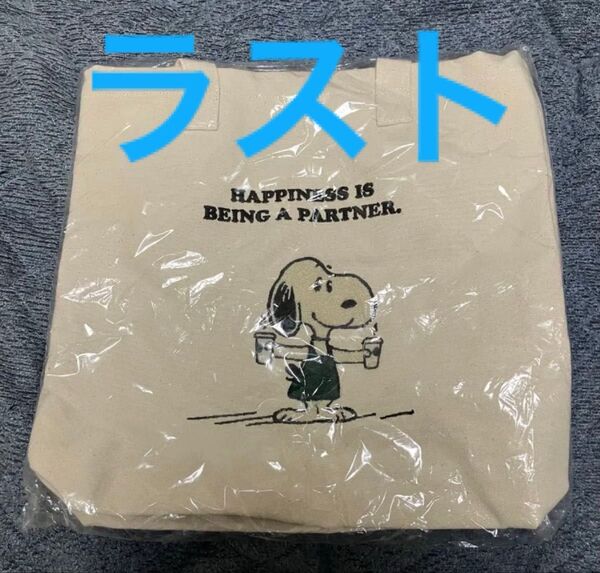 ラスト
HAPPINESS IS
BEING A PARTNER.